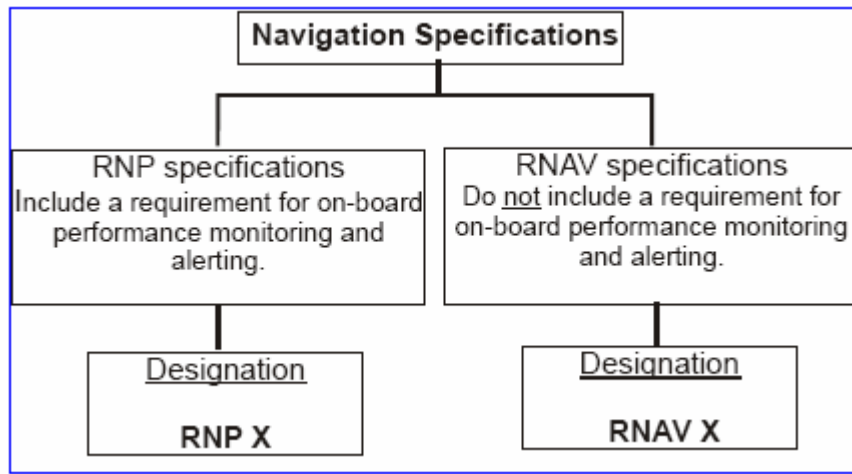 Navigation Specifications
RNP specifications
Include a requirement for on-board
performance monitoring and
alerting.
RNAV specifications
Do not include a requirement for
on-board performance monitoring
and alerting.
Designation
RNP X
Designation
RNAV X